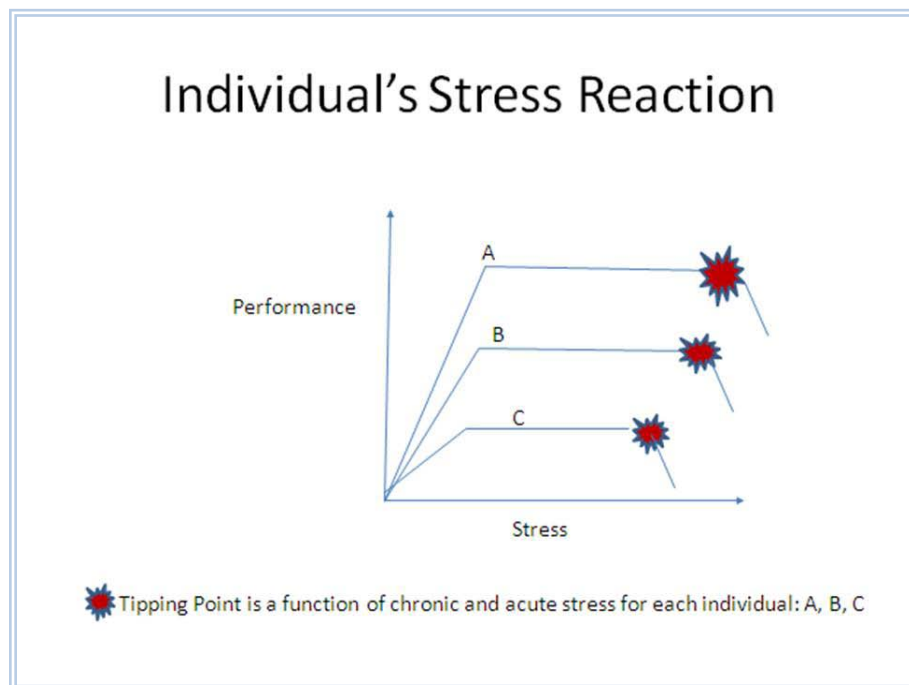 Individual's Stress Reaction
A
Performance
B
C
Stress
Tipping Point is a function of chronic and acute stress for each individual: A, B, C